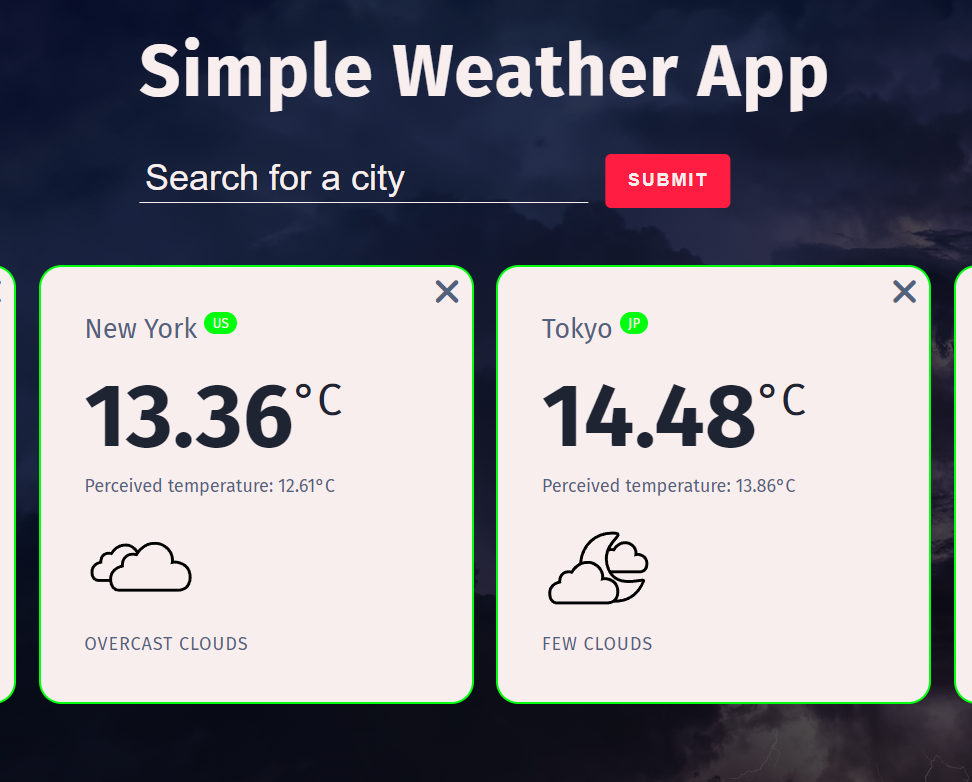 Simple Weather App
Search for a city
SUBMIT
New York US
13.36°C
Perceived temperature: 12.61°C
OVERCAST CLOUDS
Tokyo JP
14.48°C
Perceived temperature: 13.86°C
FEW CLOUDS